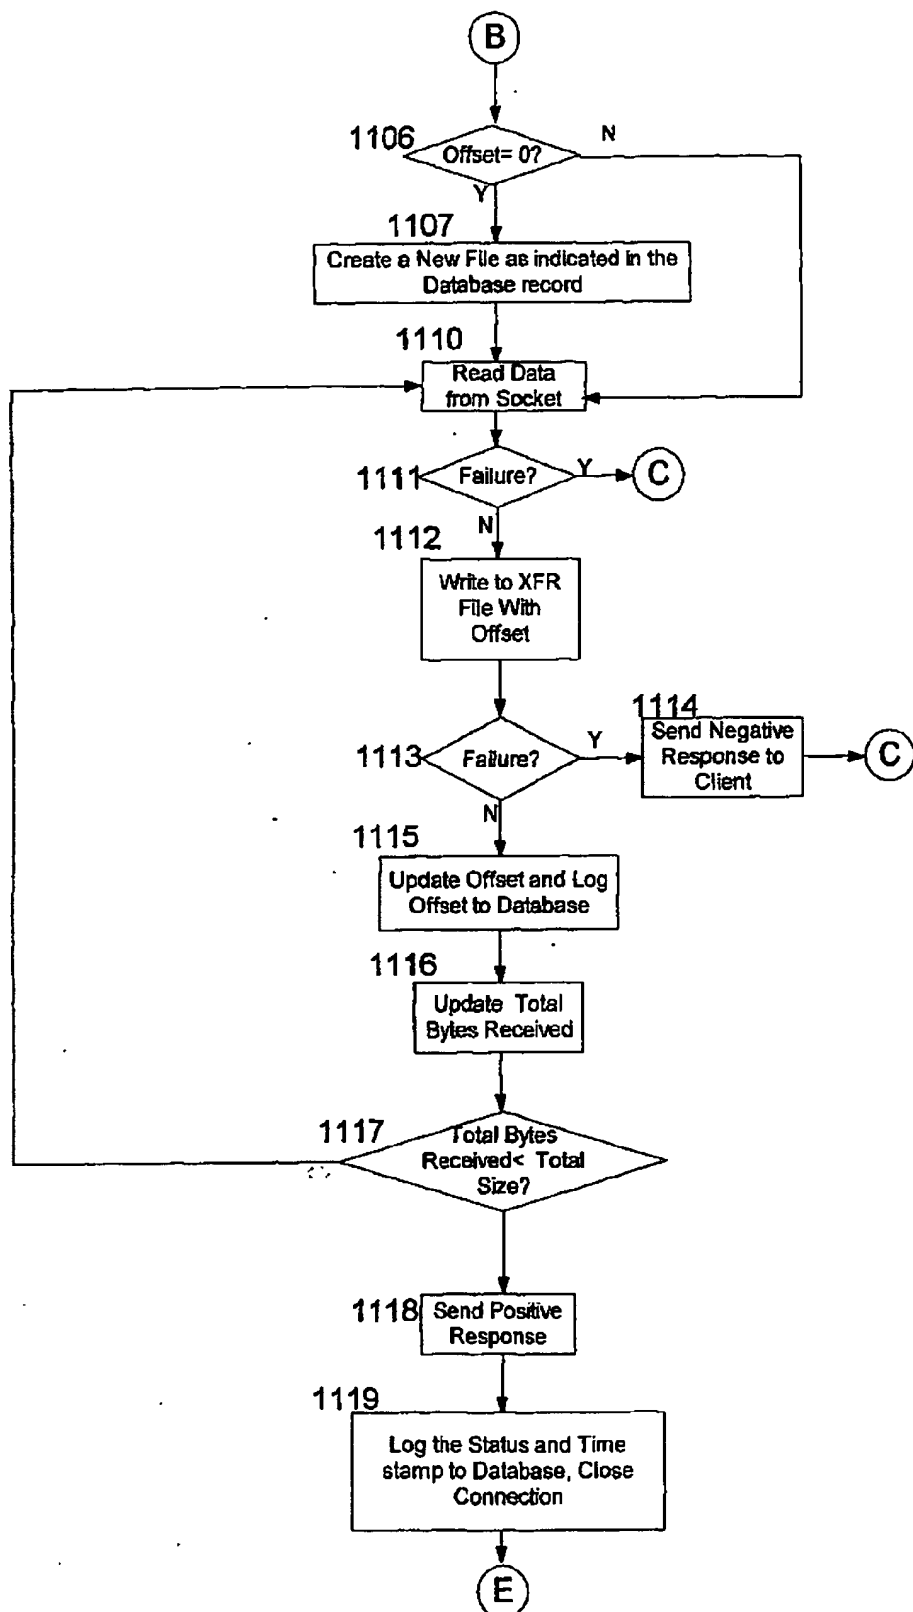 B
1106
Offset= 0?
N
Y
1107
Create a New File as indicated in the
Database record
1110
Read Data
from Socket
1111
Failure?
Y
C
N
1112
Write to XFR
File With
Offset
1113
Failure?
Y
1114
Send Negative
Response to
Client
C
N
1115
Update Offset and Log
Offset to Database
1116
Update Total
Bytes Received
1117
Total Bytes
Received< Total
Size?
1118
Send Positive
Response
1119
Log the Status and Time
stamp to Database, Close
Connection
E